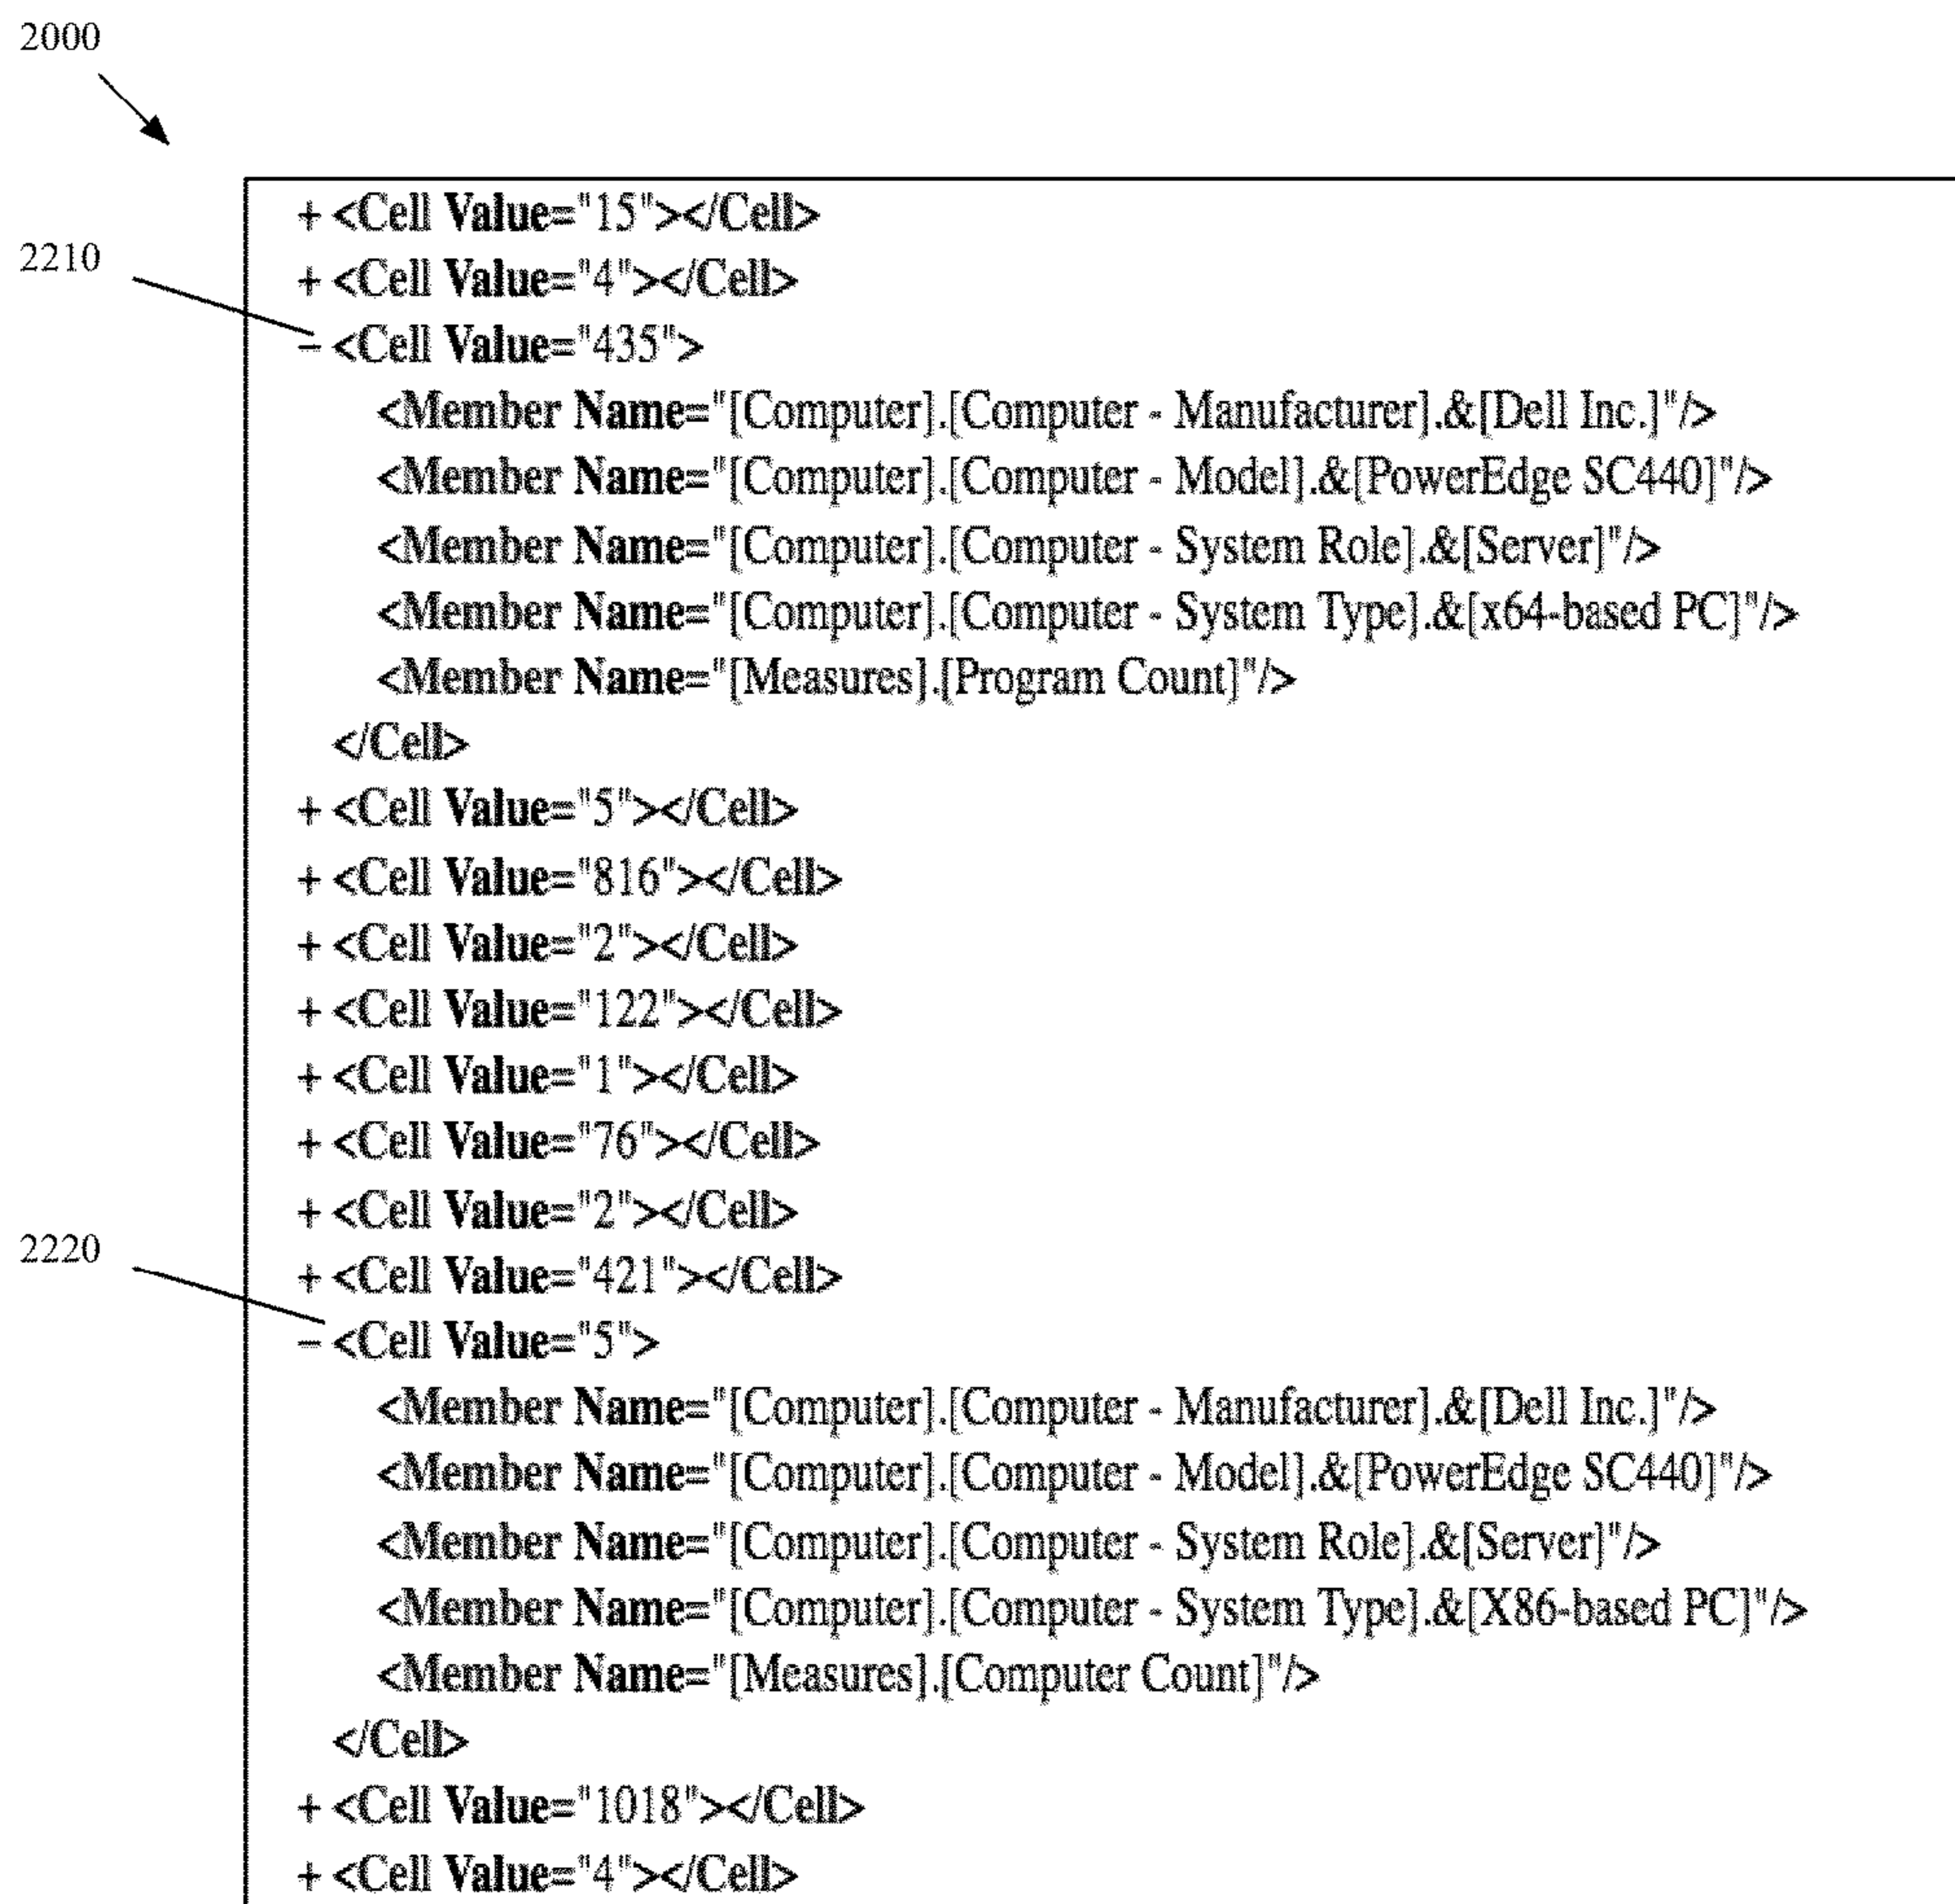 2000
+ <Cell Value="15"></Cell>
2210
+ <Cell Value="4"></Cell>
- <Cell Value="435">
<Member Name="[Computer].[Computer - Manufacturer].&[Dell Inc.]"/>
<Member Name="[Computer].[Computer - Model].&[PowerEdge SC440]"/>
<Member Name="[Computer].[Computer - System Role].&[Server]"/>
<Member Name="[Computer].[Computer - System Type].&[x64-based PC]"/>
<Member Name="[Measures].[Program Count]"/>
</Cell>
+ <Cell Value="5"></Cell>
+ <Cell Value="816"></Cell>
+ <Cell Value="2"></Cell>
+ <Cell Value="122"></Cell>
+ <Cell Value="1"></Cell>
+ <Cell Value="76"></Cell>
+ <Cell Value="2"></Cell>
2220
+ <Cell Value="421"></Cell>
- <Cell Value="5">
<Member Name="[Computer].[Computer - Manufacturer].&[Dell Inc.]"/>
<Member Name="[Computer].[Computer - Model].&[PowerEdge SC440]"/>
<Member Name="[Computer].[Computer - System Role].&[Server]"/>
<Member Name="[Computer].[Computer - System Type].&[X86-based PC]"/>
<Member Name="[Measures].[Computer Count]"/>
</Cell>
+ <Cell Value="1018"></Cell>
+ <Cell Value="4"></Cell>